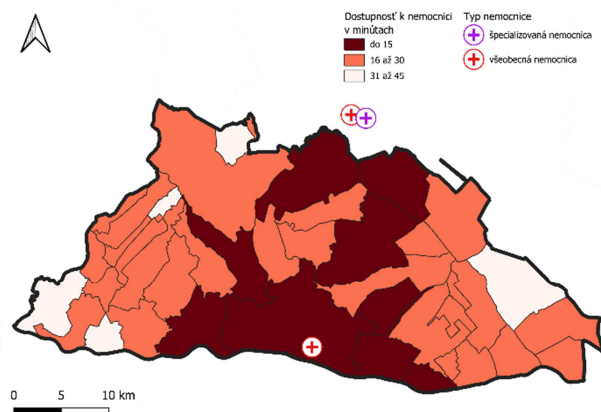 Dostupnosť k nemocnici
v minútach
do 15
16 až 30
31 až 45
Typ nemocnice
špecializovaná nemocnica
všeobecná nemocnica
0 5 10 km